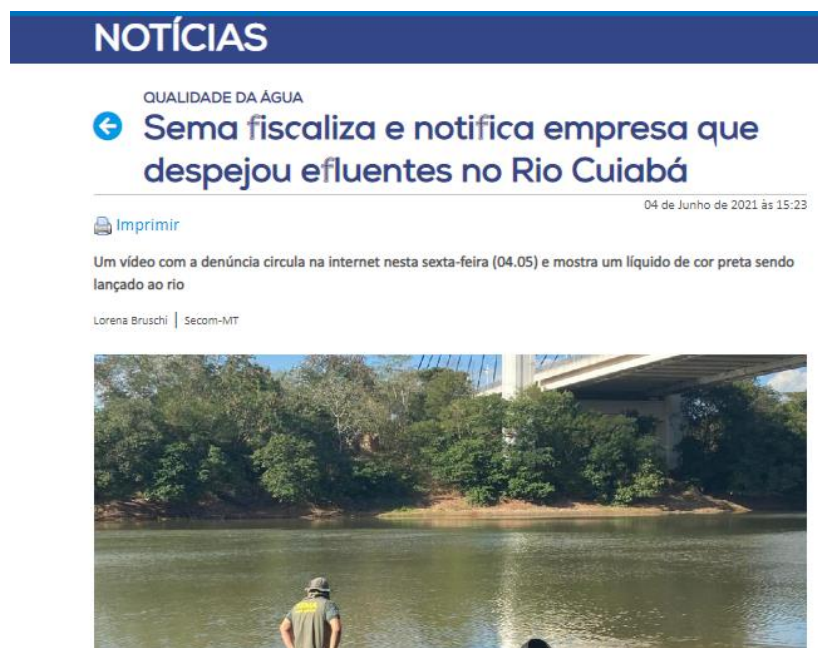 NOTÍCIAS
QUALIDADE DA ÁGUA
Sema fiscaliza e notifica empresa que
despejou efluentes no Rio Cuiabá
04 de Junho de 2021 às 15:23
Imprimir
Um vídeo com a denúncia circula na internet nesta sexta-feira (04.05) e mostra um líquido de cor preta sendo
lançado ao rio
Lorena Bruschi | Secom-MT